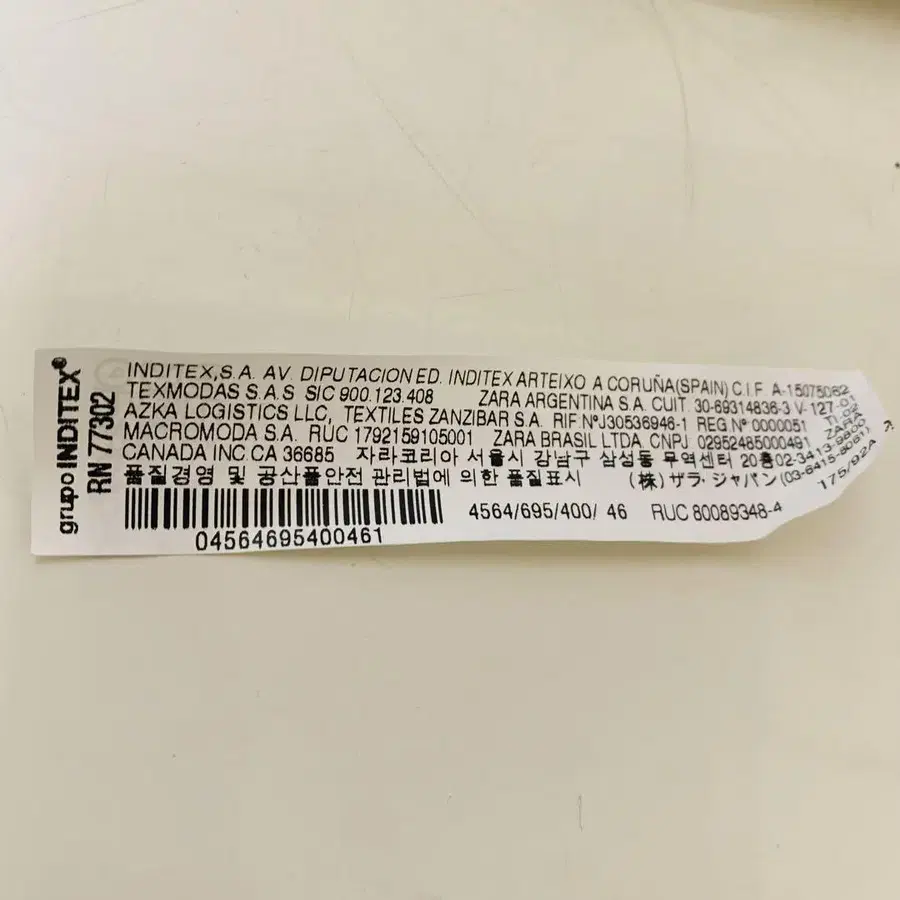 grupo INDITEX®
RN 77302
INDITEX,S.A. AV. DIPUTACION ED. INDITEX ARTEIXO A CORUÑA(SPAIN) C.I.F. A-15075062
TEXMODAS S.A.S SIC 900.123.408 ZARA ARGENTINA S.A. CUIT. 30-69314836-3 V-127-01
AZKA LOGISTICS LLC, TEXTILES ZANZIBAR S.A. RIF. NºJ30536946-1 REG.Nº 0000051 11.02
MACROMODA S.A. RUC 1792159105001 ZARA BRASIL LTDA, CNPJ 02952485000491 ZARA
CANADA INC.CA 36685 자라코리아 서울시 강남구 삼성동 무역센터 20층02-3413-9800
품질경영 및 공산품안전 관리법에 의한 품질표시 (株) ザラ・ジャパン (03-6415-8061)
4564/695/400/ 46 RUC 80089348-4 175/92A
04564695400461